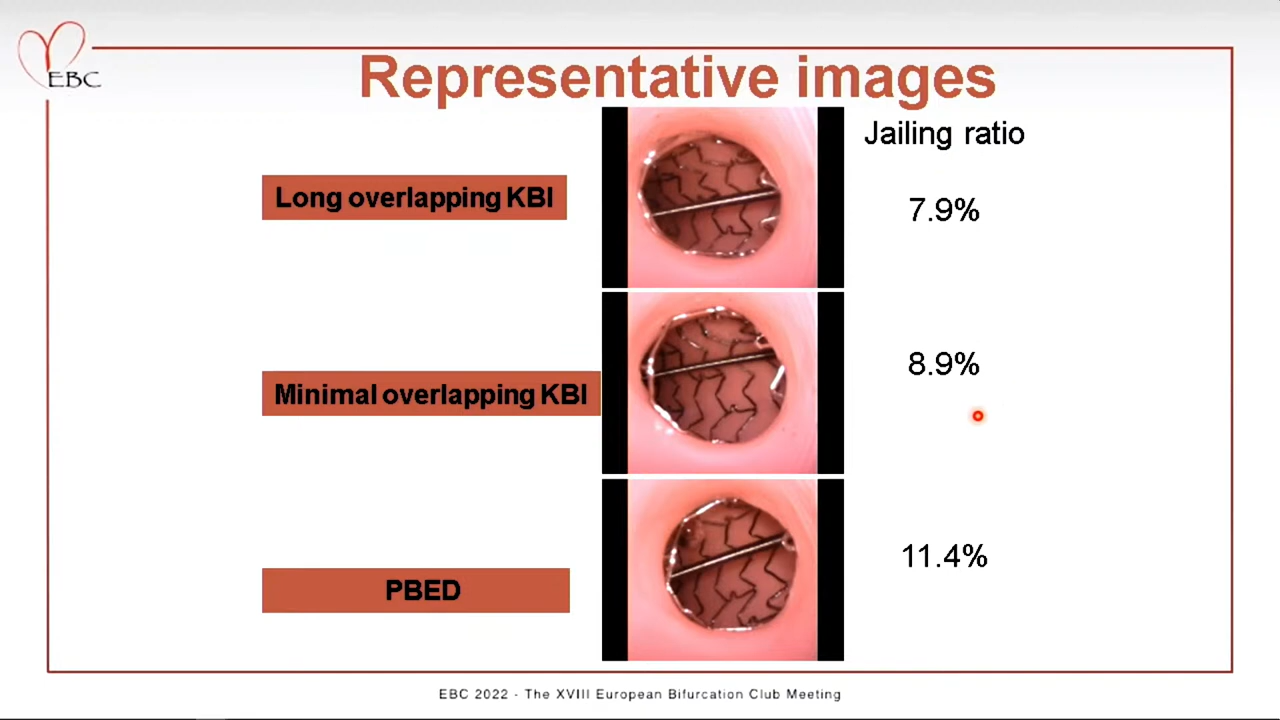 EBC
Representative images
Jailing ratio
Long overlapping KBI
7.9%
Minimal overlapping KBI
8.9%
PBED
11.4%
EBC 2022 - The XVIII European Bifurcation Club Meeting